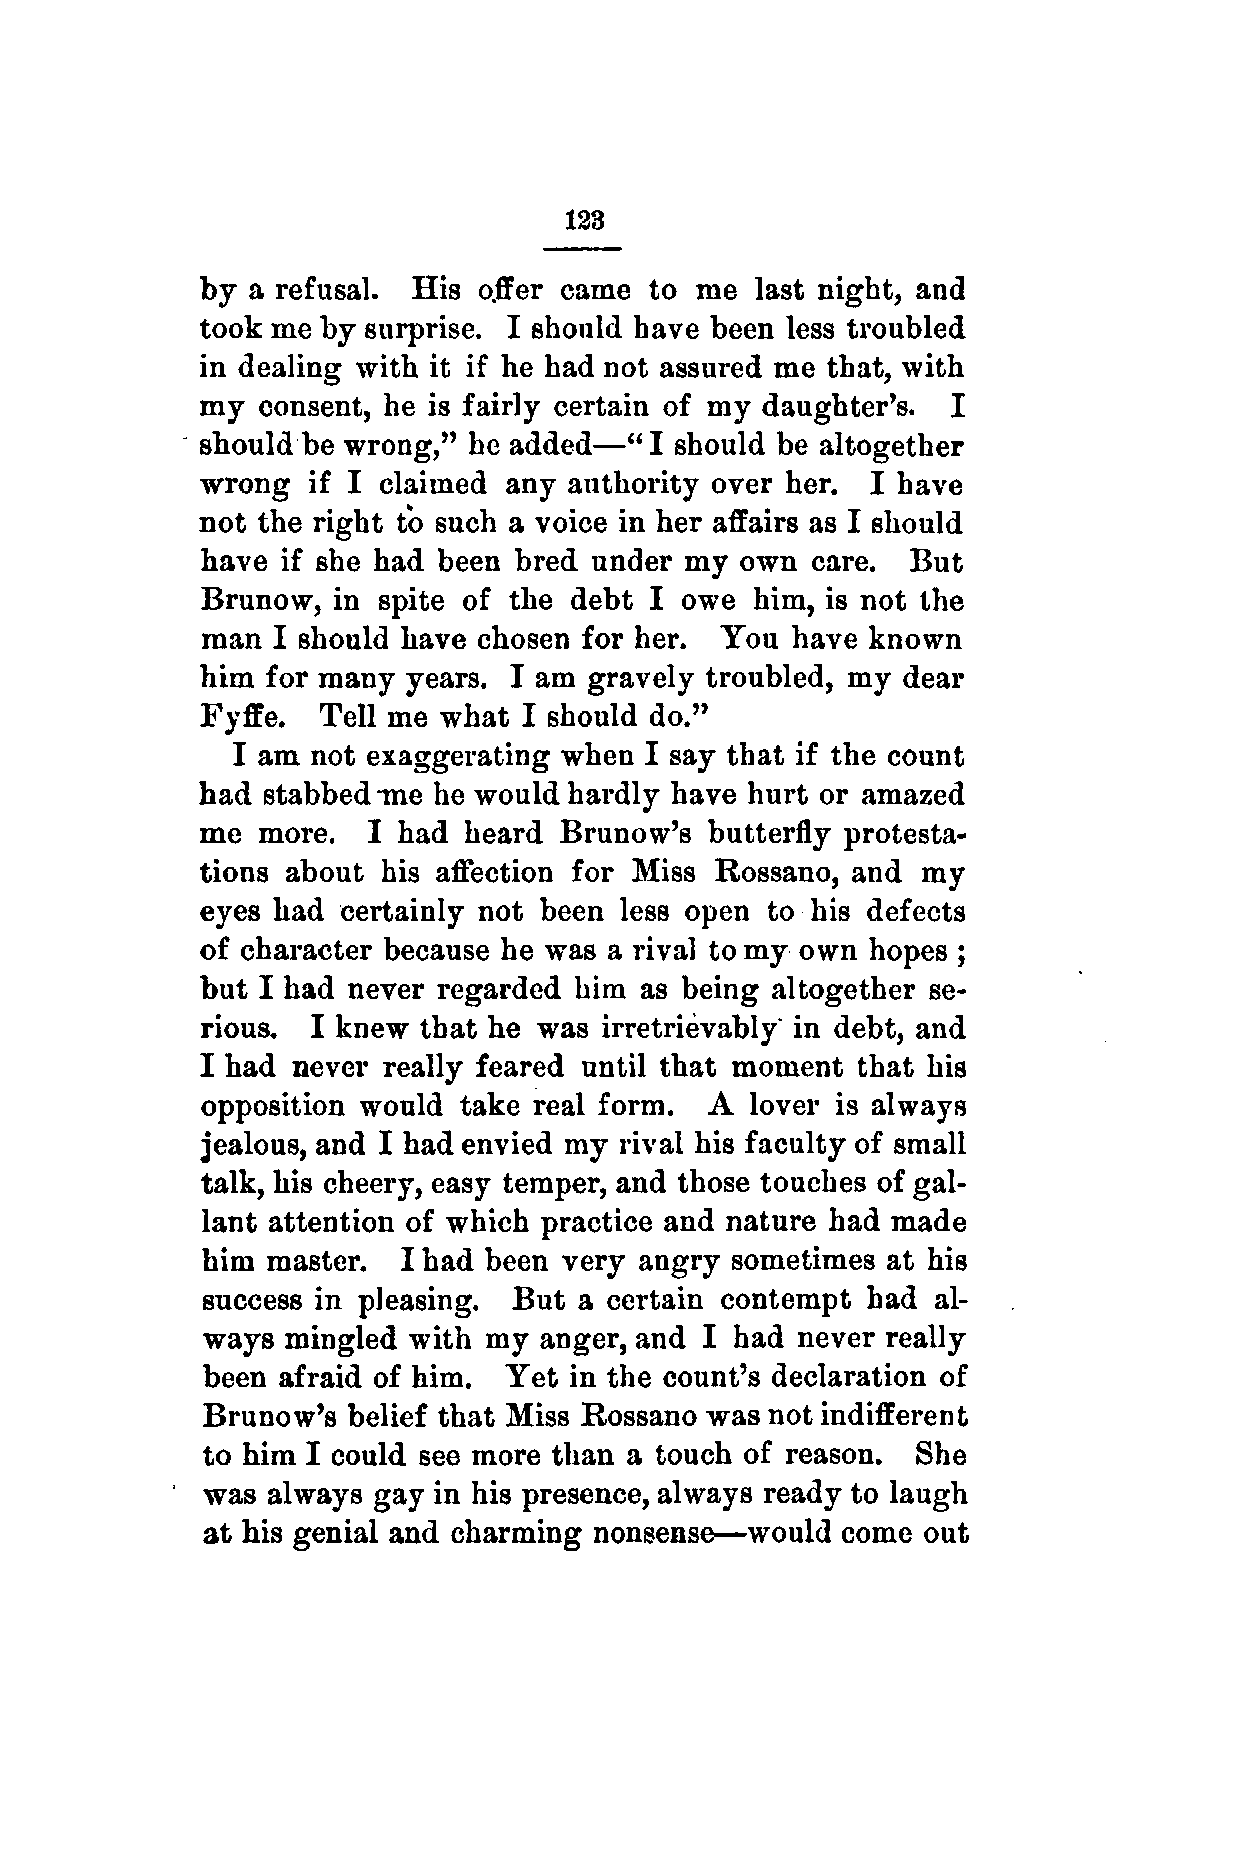 123
by a refusal. His offer came to me last night, and
took me by surprise. I should have been less troubled
in dealing with it if he had not assured me that, with
my consent, he is fairly certain of my daughter's. I
should be wrong," he added—"I should be altogether
wrong if I claimed any authority over her. I have
not the right to such a voice in her affairs as I should
have if she had been bred under my own care. But
Brunow, in spite of the debt I owe him, is not the
man I should have chosen for her. You have known
him for many years. I am gravely troubled, my dear
Fyffe. Tell me what I should do."
I am not exaggerating when I say that if the count
had stabbed me he would hardly have hurt or amazed
me more. I had heard Brunow's butterfly protesta-
tions about his affection for Miss Rossano, and my
eyes had certainly not been less open to his defects
of character because he was a rival to my own hopes;
but I had never regarded him as being altogether se-
rious. I knew that he was irretrievably in debt, and
I had never really feared until that moment that his
opposition would take real form. A lover is always
jealous, and I had envied my rival his faculty of small
talk, his cheery, easy temper, and those touches of gal-
lant attention of which practice and nature had made
him master. I had been very angry sometimes at his
success in pleasing. But a certain contempt had al-
ways mingled with my anger, and I had never really
been afraid of him. Yet in the count's declaration of
Brunow's belief that Miss Rossano was not indifferent
to him I could see more than a touch of reason. She
was always gay in his presence, always ready to laugh
at his genial and charming nonsense—would come out